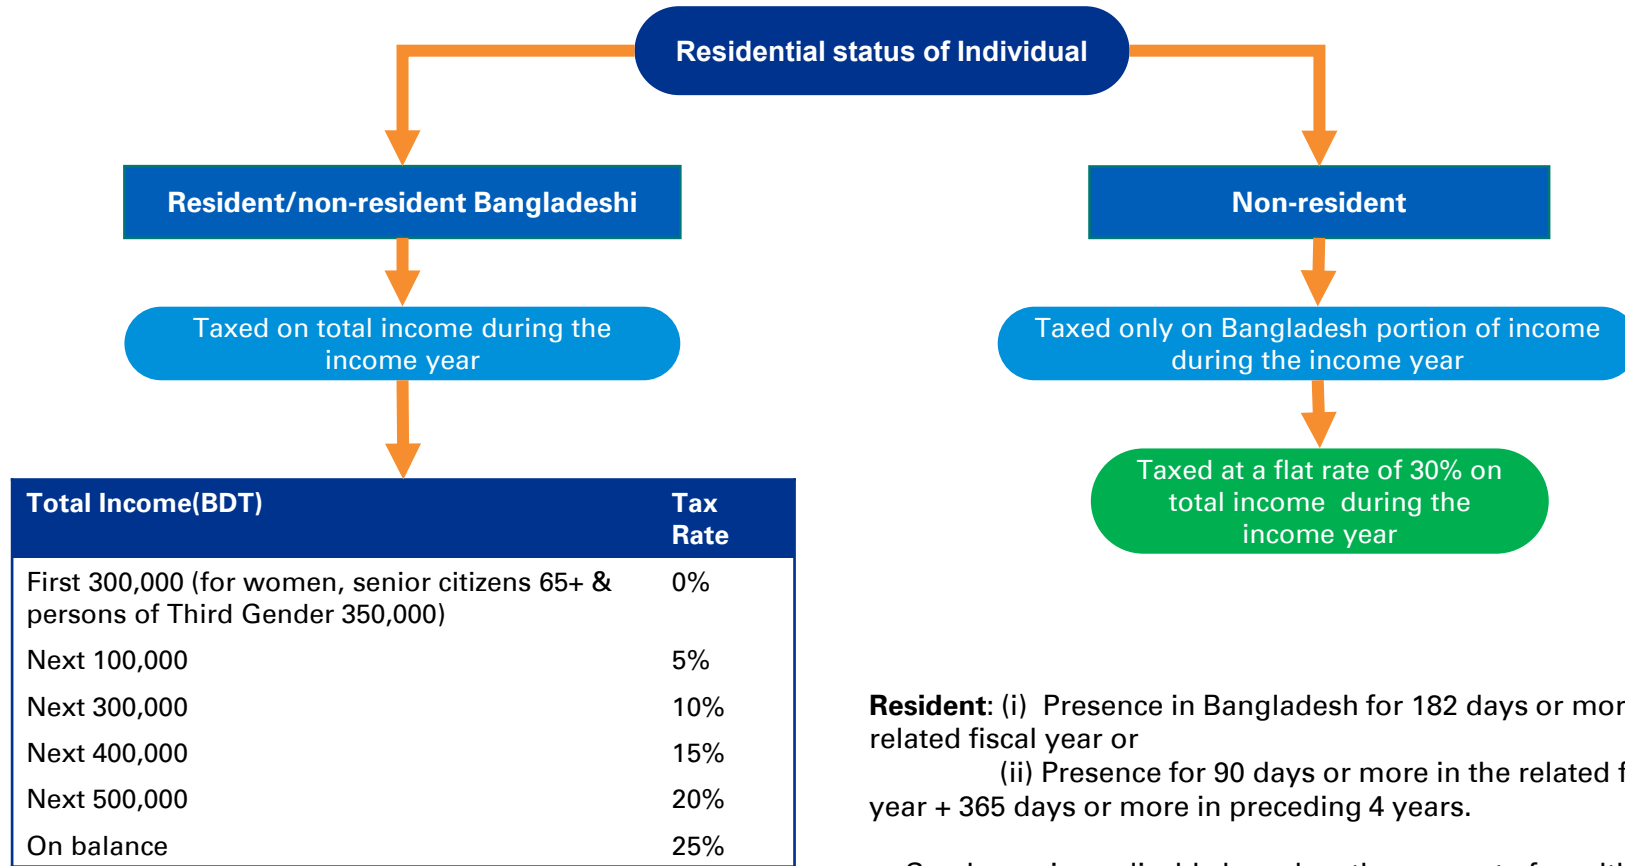 Residential status of Individual
Resident/non-resident Bangladeshi
Non-resident
Taxed on total income during the
income year
Taxed only on Bangladesh portion of income
during the income year
Taxed at a flat rate of 30% on
total income during the
income year
Total Income(BDT) Tax
Rate
First 300,000 (for women, senior citizens 65+ & 0%
persons of Third Gender 350,000)
Next 100,000 5%
Next 300,000 10%
Next 400,000 15%
Next 500,000 20%
On balance 25%
Resident: (i) Presence in Bangladesh for 182 days or
related fiscal year or
(ii) Presence for 90 days or more in the related
year + 365 days or more in preceding 4 years.